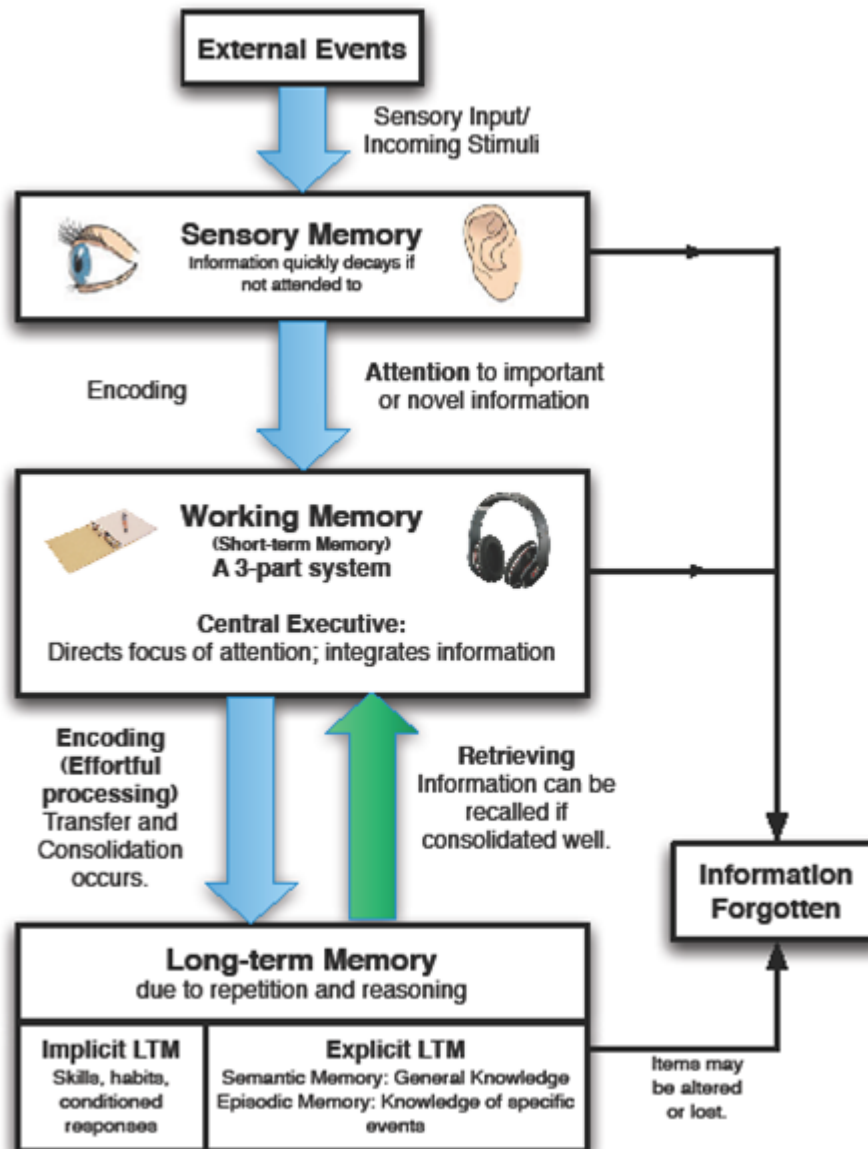 External Events
Sensory Input/
Incoming Stimuli
Sensory Memory
Information quickly decays if
not attended to
Encoding
Attention to important
or novel information
Working Memory
(Short-term Memory)
A 3-part system
Central Executive:
Directs focus of attention; integrates information
Encoding
(Effortful
processing)
Transfer and
Consolidation
occurs.
Retrieving
Information can be
recalled if
consolidated well.
Information
Forgotten
Long-term Memory
due to repetition and reasoning
Implicit LTM
Skills, habits,
conditioned
responses
Explicit LTM
Semantic Memory: General Knowledge
Episodic Memory: Knowledge of specific
events
Items may
be altered
or lost.